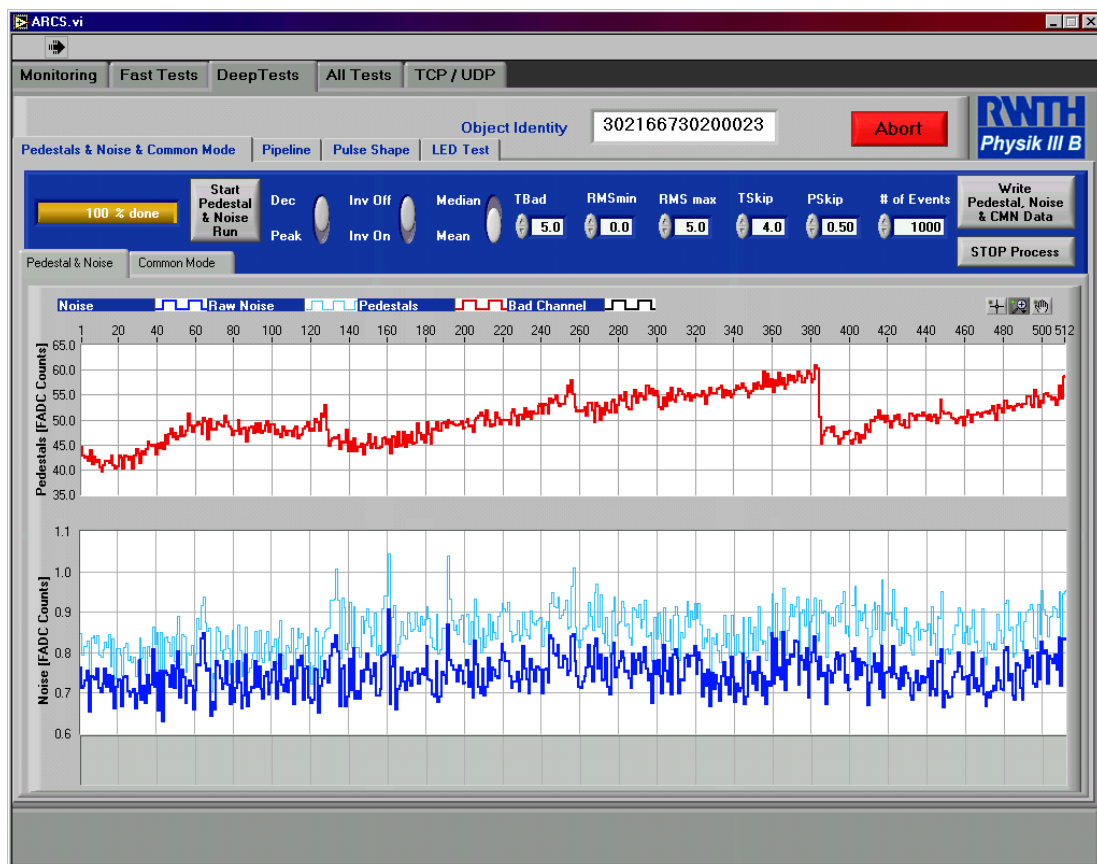 ARCS.vi
Monitoring Fast Tests DeepTests All Tests TCP / UDP
Object Identity 302166730200023 Abort
RWTH
Physik III B
Pedestals & Noise & Common Mode Pipeline Pulse Shape LED Test
100 % done
Start
Pedestal
& Noise
Run
Dec Inv Off Median
Peak Inv On Mean
TBad RMSmin RMS max TSkip PSkip # of Events
5.0 0.0 5.0 4.0 0.50 1000
Write
Pedestal, Noise
& CMN Data
STOP Process
Pedestal & Noise Common Mode
Noise Raw Noise Pedestals Bad Channel
1 20 40 60 80 100 120 140 160 180 200 220 240 260 280 300 320 340 360 380 400 420 440 460 480 500 512
Pedestals [FADC Counts]
65.0
60.0
55.0
50.0
45.0
40.0
35.0
Noise [FADC Counts]
1.1
1.0
0.9
0.8
0.7
0.6